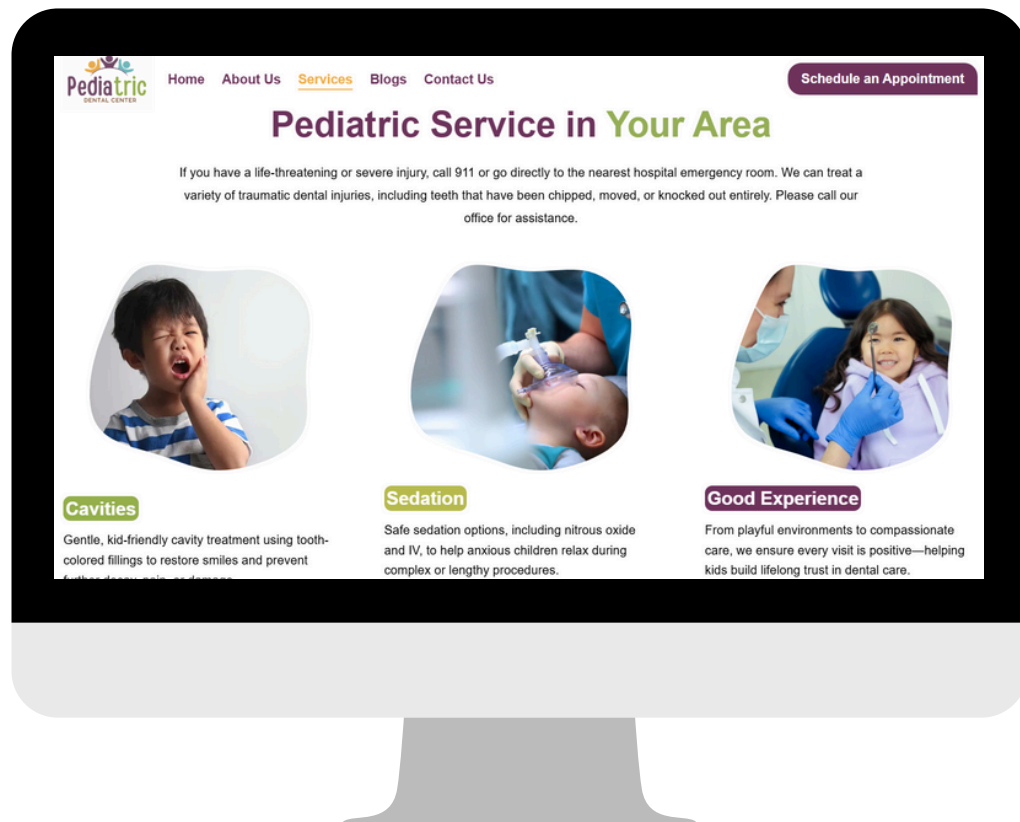 Pediatric
DENTAL CENTER
Home About Us Services Blogs Contact Us
Schedule an Appointment
Pediatric Service in Your Area
If you have a life-threatening or severe injury, call 911 or go directly to the nearest hospital emergency room. We can treat a
variety of traumatic dental injuries, including teeth that have been chipped, moved, or knocked out entirely. Please call our
office for assistance.
Cavities
Gentle, kid-friendly cavity treatment using tooth-
colored fillings to restore smiles and prevent
further decay, pain, or damage.
Sedation
Safe sedation options, including nitrous oxide
and IV, to help anxious children relax during
complex or lengthy procedures.
Good Experience
From playful environments to compassionate
care, we ensure every visit is positive—helping
kids build lifelong trust in dental care.